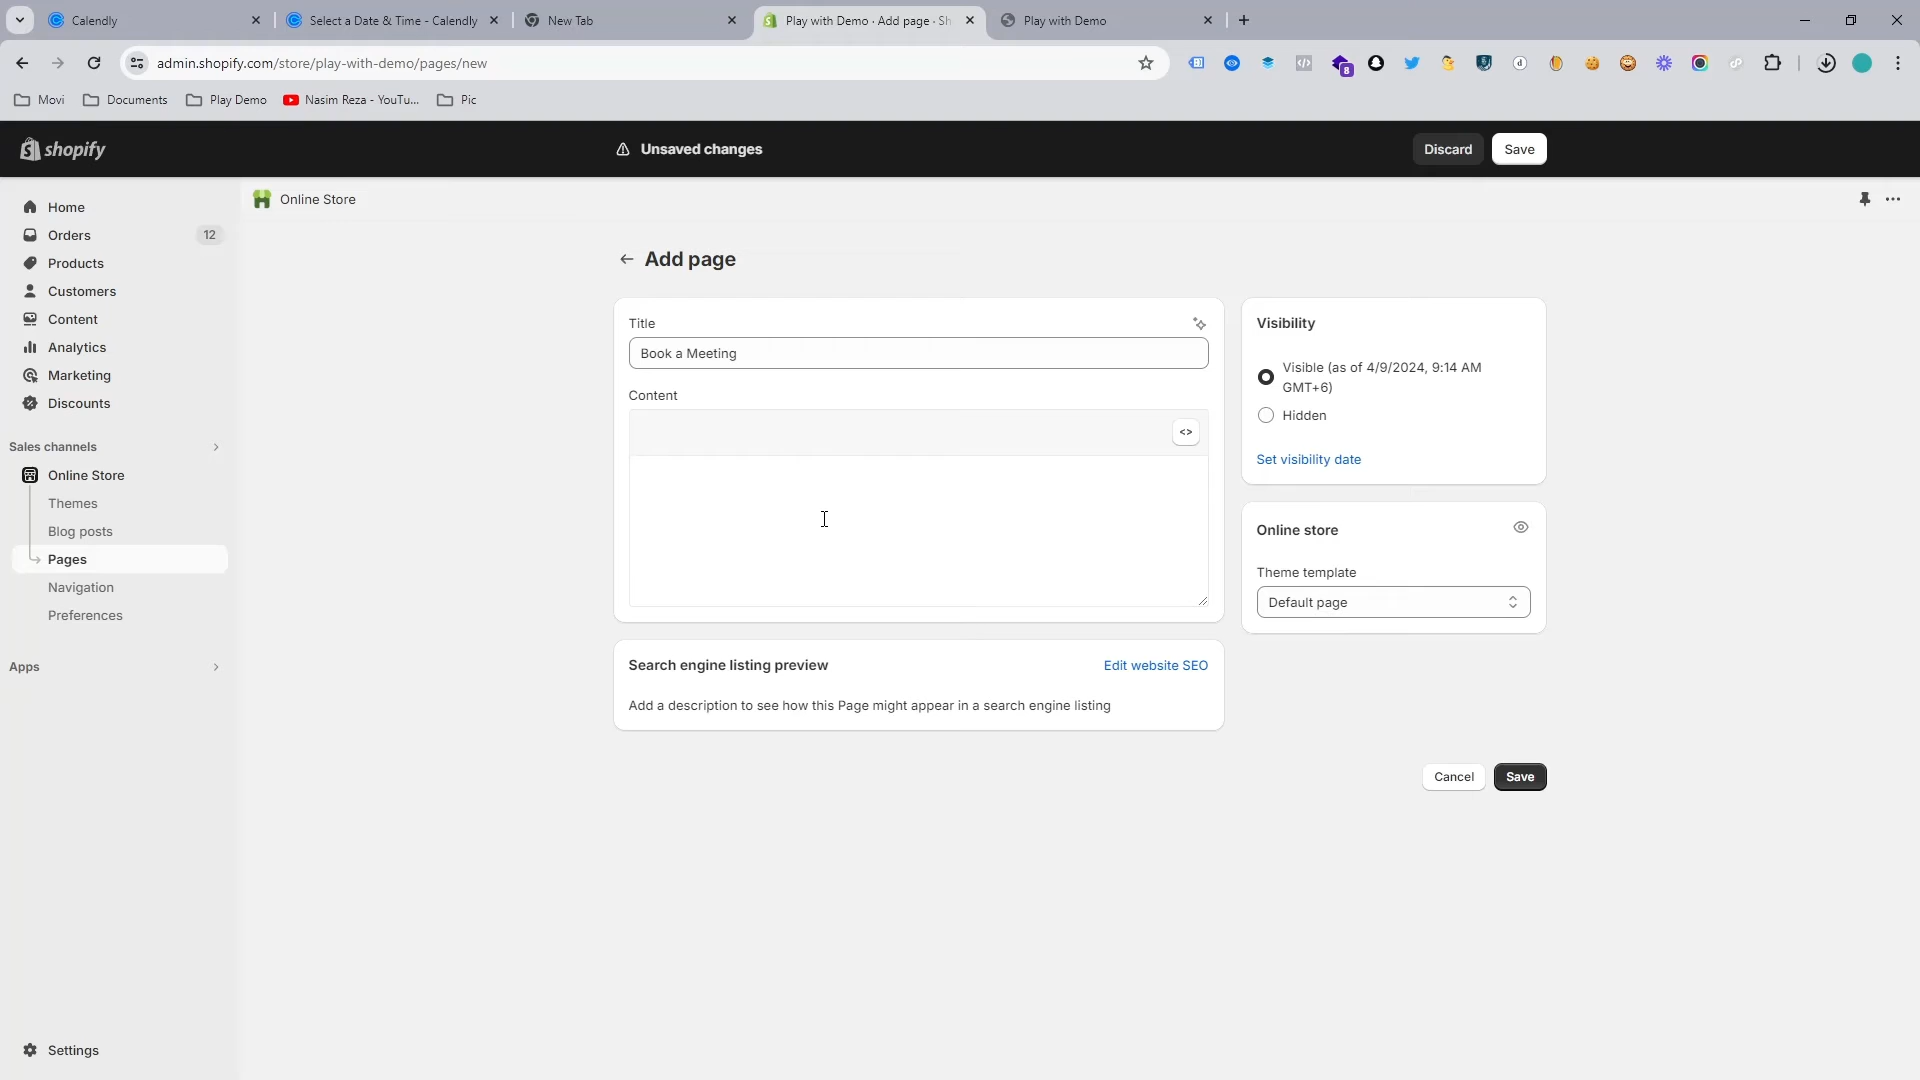 Calendly
Select a Date & Time - Calendly
New Tab
Play with Demo · Add page · Sh
Play with Demo
admin.shopify.com/store/play-with-demo/pages/new
8
Movi
Documents
Play Demo
Nasim Reza - YouTu...
Pic
shopify
Unsaved changes
Discard
Save
Home
Orders
12
Products
Customers
Content
Analytics
Marketing
Discounts
Sales channels
Online Store
Themes
Blog posts
Pages
Navigation
Preferences
Apps
Settings
Online Store
Add page
Title
Book a Meeting
Content
<>
Search engine listing preview
Edit website SEO
Add a description to see how this Page might appear in a search engine listing
Visibility
Visible (as of 4/9/2024, 9:14 AM
GMT+6)
Hidden
Set visibility date
Online store
Theme template
Default page
Cancel
Save